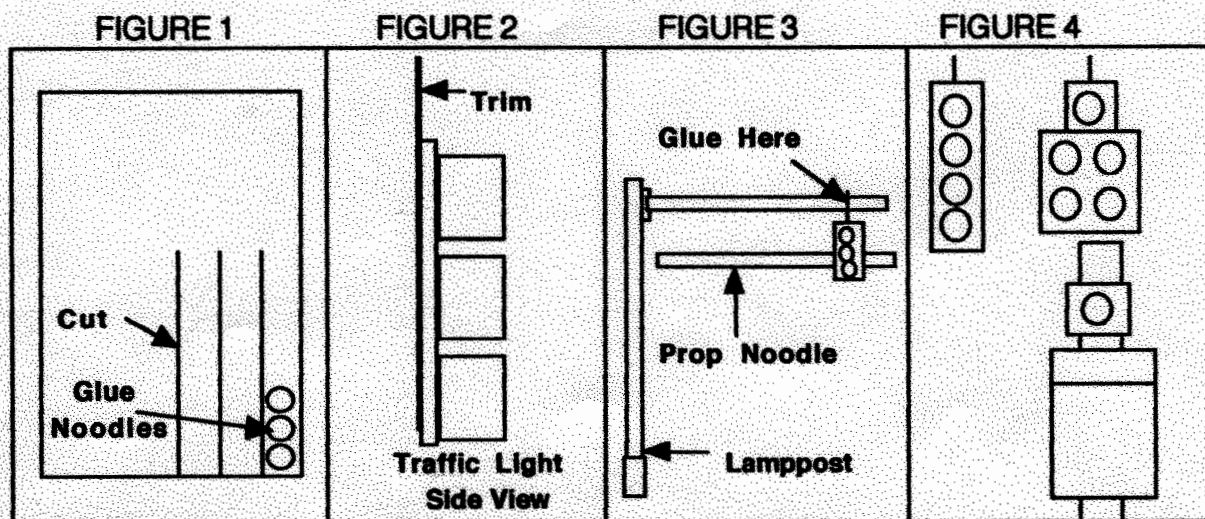 FIGURE 1
FIGURE 2
FIGURE 3
FIGURE 4
Cut
Glue
Noodles
Trim
Traffic Light
Side View
Glue Here
Prop Noodle
Lamppost